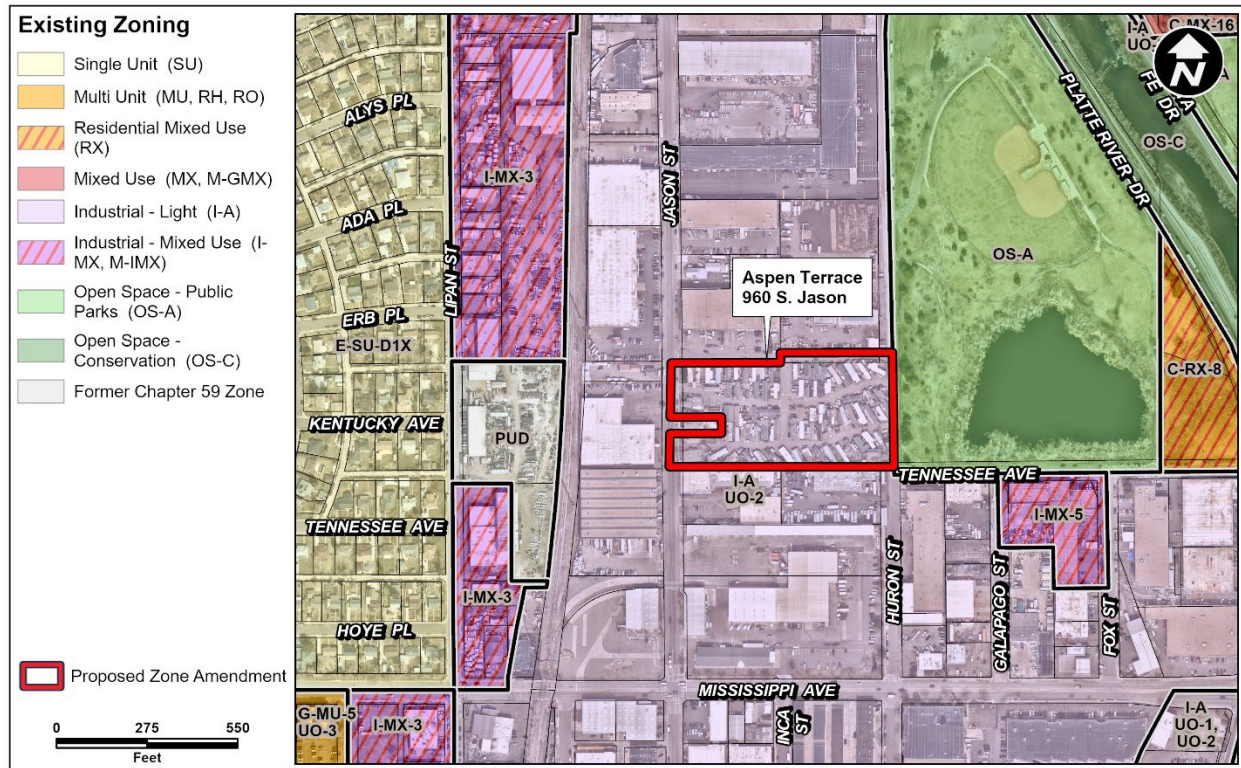 Existing Zoning
Single Unit (SU)
Multi Unit (MU, RH, RO)
Residential Mixed Use
(RX)
Mixed Use (MX, M-GMX)
Industrial - Light (I-A)
Industrial - Mixed Use (I-
MX, M-IMX)
Open Space - Public
Parks (OS-A)
Open Space -
Conservation (OS-C)
Former Chapter 59 Zone
Proposed Zone Amendment
0 275 550
Feet
ALYS PL
ADA PL
ERB PL
E-SU-D1X
KENTUCKY AVE
TENNESSEE AVE
HOYE PL
G-MU-5
UO-3
I-MX-3
LIPAN ST
I-MX-3
PUD
I-MX-3
JASON ST
Aspen Terrace
960 S. Jason
I-A
UO-2
MISSISSIPPI AVE
INCA
ST
HURON ST
OS-A
TENNESSEE AVE
GALAPAGO ST
I-MX-5
FOX ST
C-RX-8
PLATTE RIVER DR
OS-C
FE DR
I-A
C-MX-16
N
I-A
UO-1,
UO-2